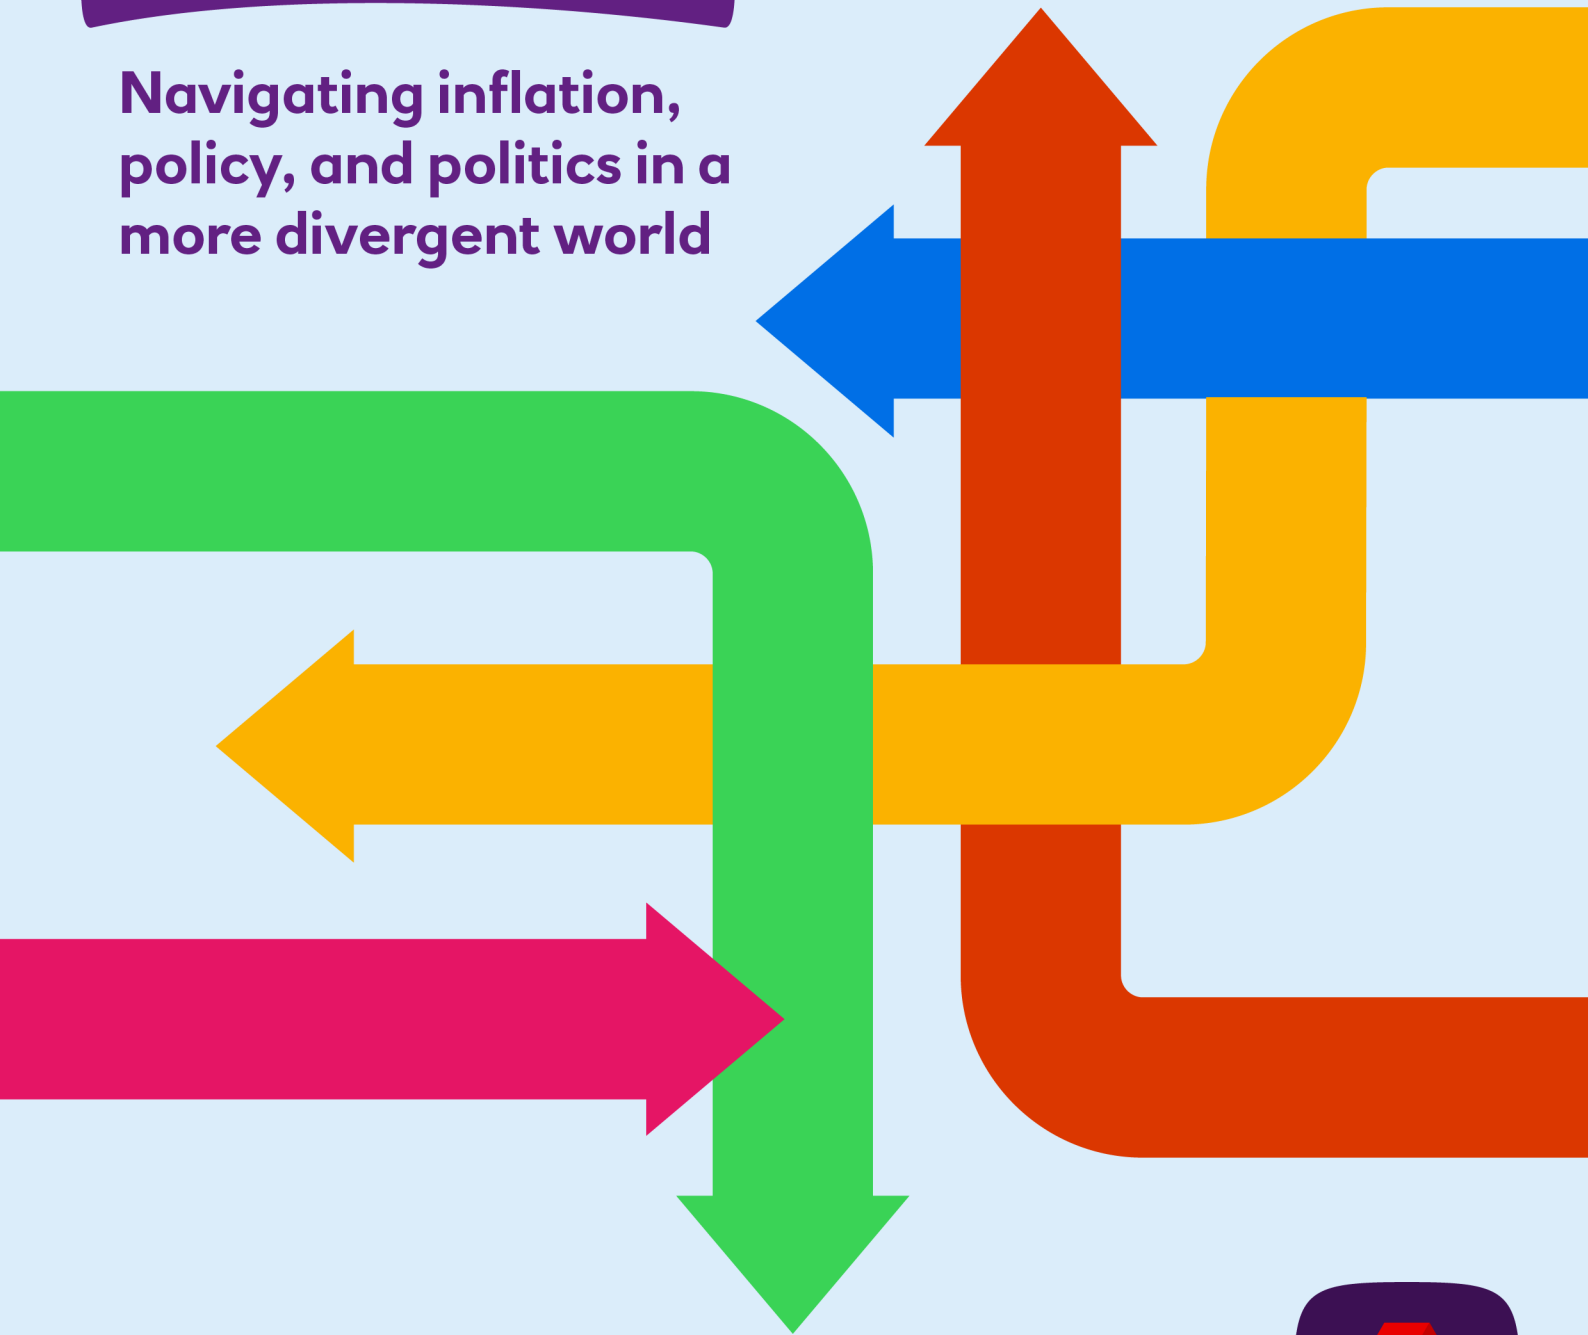 Navigating inflation,
policy, and politics in a
more divergent world